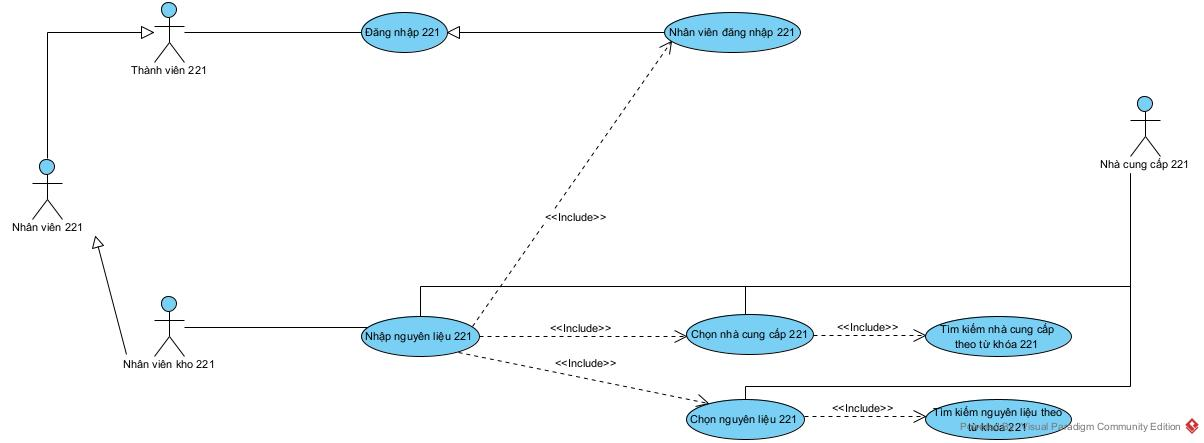 Đăng nhập 221
Nhân viên đăng nhập 221
Thành viên 221
Nhà cung cấp 221
Nhân viên 221
<<Include>>
Nhập nguyên liệu 221
<<Include>>
Chọn nhà cung cấp 221
<<Include>>
Tìm kiếm nhà cung cấp
theo từ khóa 221
Nhân viên kho 221
<<Include>>
Chọn nguyên liệu 221
<<Include>>
Tìm kiếm nguyên liệu theo
từ khóa 221
Powered By Visual Paradigm Community Edition